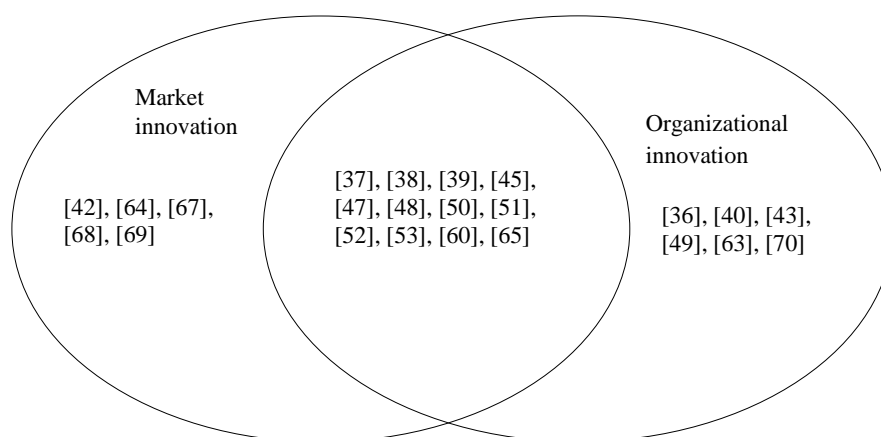 Market
innovation
[42], [64], [67],
[68], [69]
[37], [38], [39], [45],
[47], [48], [50], [51],
[52], [53], [60], [65]
Organizational
innovation
[36], [40], [43],
[49], [63], [70]